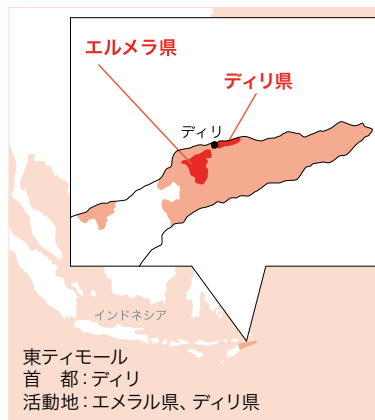 エルメラ県
ディリ県
ディリ
インドネシア
東ティモール
首　都：ディリ
活動地：エメラル県、ディリ県